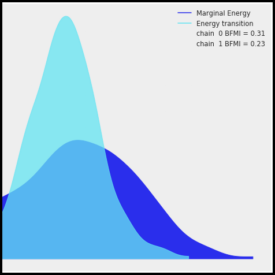 Marginal Energy
Energy transition
chain 0 BFMI = 0.31
chain 1 BFMI = 0.23